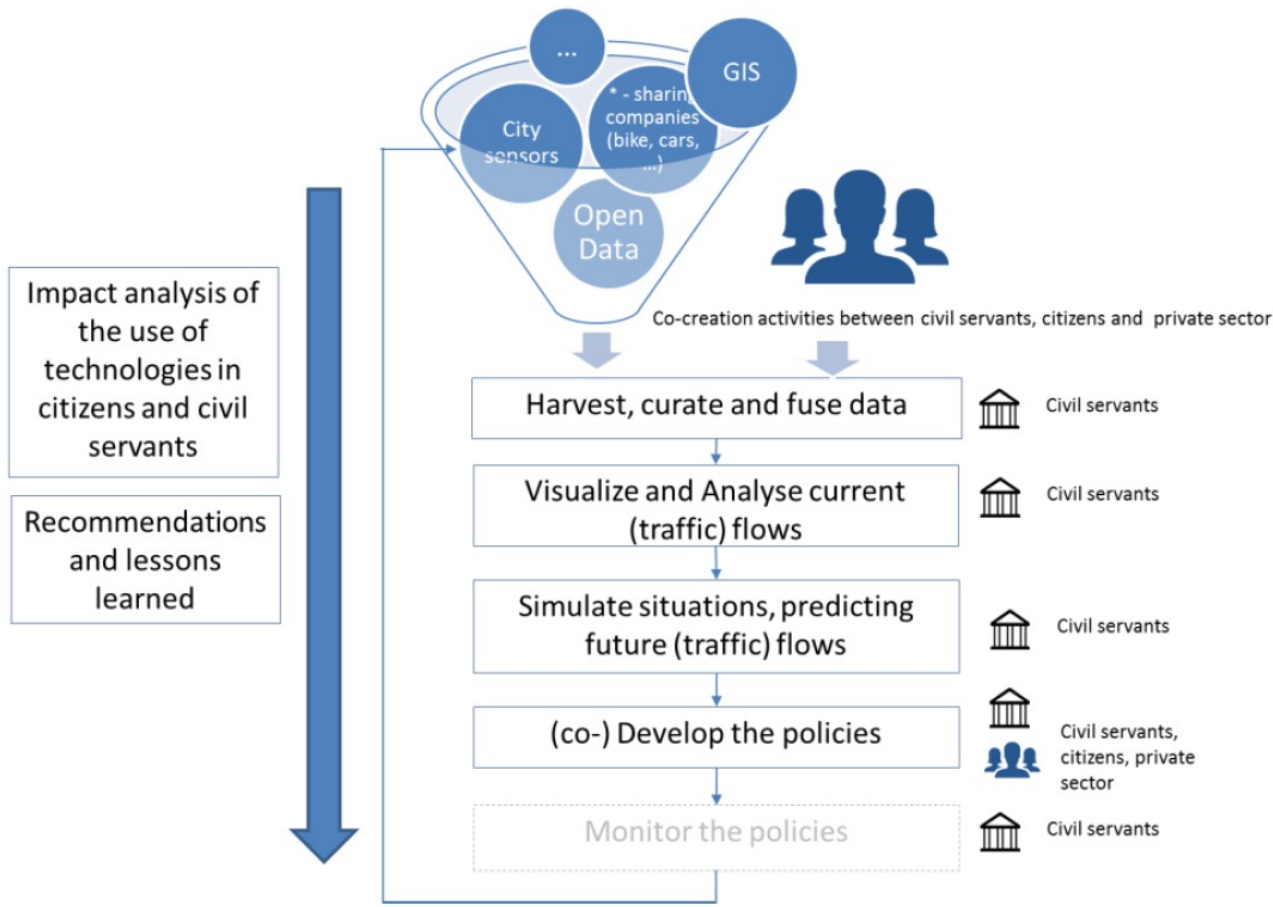 ...
GIS
* - sharing
companies
(bike, cars,
...)
City
sensors
Open
Data
Co-creation activities between civil servants, citizens and private sector
Impact analysis of
the use of
technologies in
citizens and civil
servants
Recommendations
and lessons
learned
Harvest, curate and fuse data
Civil servants
Visualize and Analyse current
(traffic) flows
Civil servants
Simulate situations, predicting
future (traffic) flows
Civil servants
(co-) Develop the policies
Civil servants,
citizens, private
sector
Monitor the policies
Civil servants